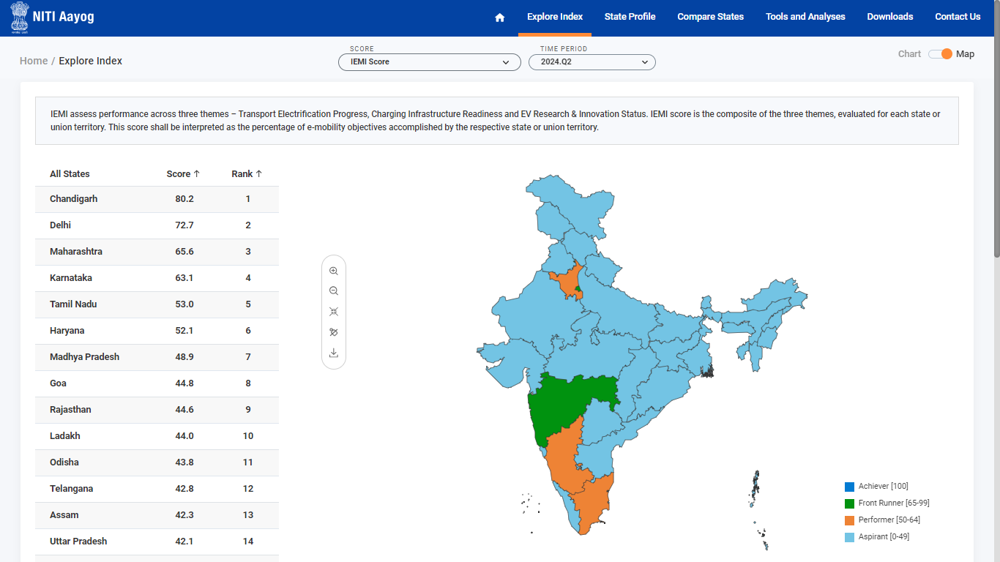 NITI Aayog
Explore Index
State Profile
Compare States
Tools and Analyses
Downloads
Contact Us
Home / Explore Index
SCORE
IEMI Score
TIME PERIOD
2024.Q2
Chart
Map
IEMI assess performance across three themes – Transport Electrification Progress, Charging Infrastructure Readiness and EV Research & Innovation Status. IEMI score is the composite of the three themes, evaluated for each state or
union territory. This score shall be interpreted as the percentage of e-mobility objectives accomplished by the respective state or union territory.
All States Score ↑ Rank ↑
Chandigarh 80.2 1
Delhi 72.7 2
Maharashtra 65.6 3
Karnataka 63.1 4
Tamil Nadu 53.0 5
Haryana 52.1 6
Madhya Pradesh 48.9 7
Goa 44.8 8
Rajasthan 44.6 9
Ladakh 44.0 10
Odisha 43.8 11
Telangana 42.8 12
Assam 42.3 13
Uttar Pradesh 42.1 14
Achiever [100]
Front Runner [65-99]
Performer [50-64]
Aspirant [0-49]